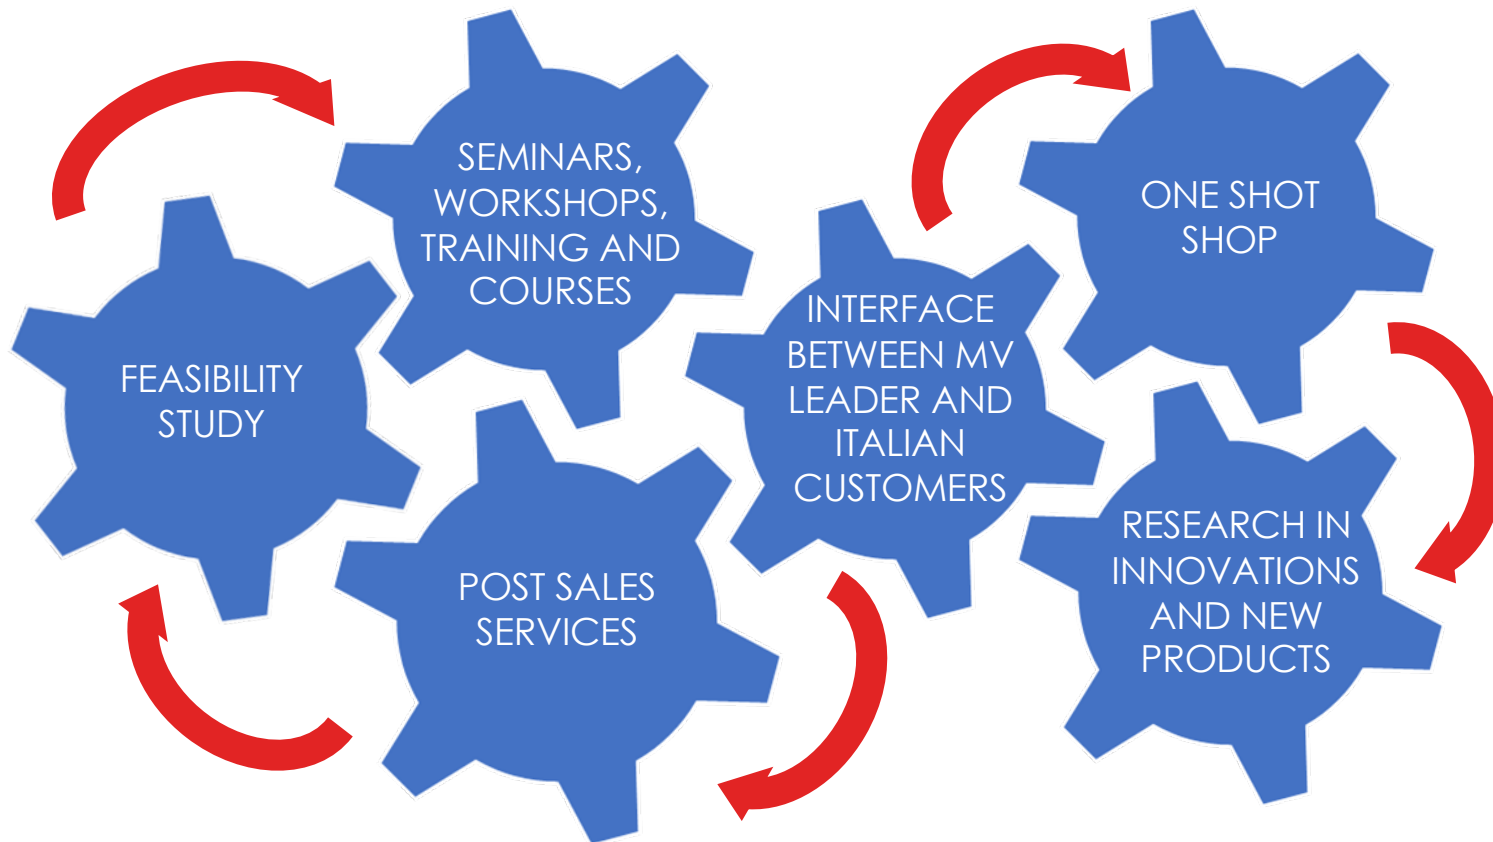 SEMINARS,
WORKSHOPS,
TRAINING AND
COURSES
FEASIBILITY
STUDY
POST SALES
SERVICES
INTERFACE
BETWEEN MV
LEADER AND
ITALIAN
CUSTOMERS
ONE SHOT
SHOP
RESEARCH IN
INNOVATIONS
AND NEW
PRODUCTS